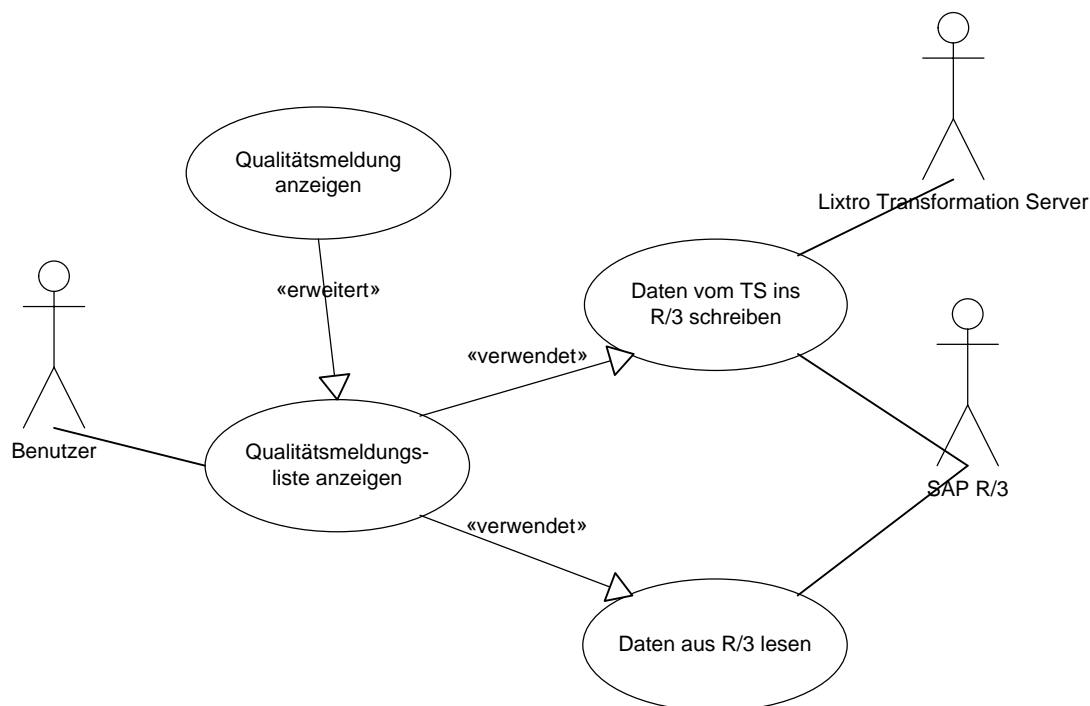 Qualitätsmeldung
anzeigen
Lixtro Transformation Server
«erweitert»
Daten vom TS ins
R/3 schreiben
«verwendet»
Benutzer
Qualitätsmeldungs-
liste anzeigen
SAP R/3
«verwendet»
Daten aus R/3 lesen